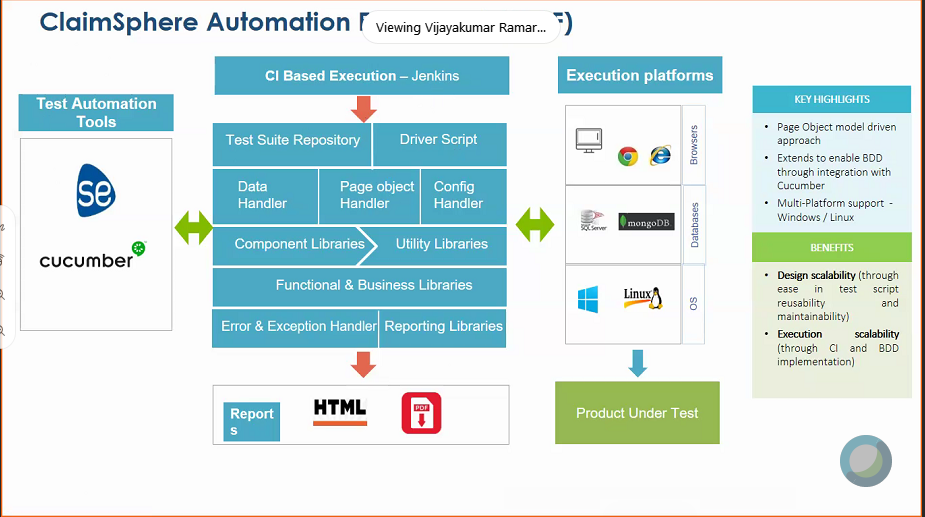 ClaimSphere Automation
F)
Viewing Vijayakumar Ramar...
CI Based Execution – Jenkins
Execution platforms
Test Automation
Tools
Test Suite Repository
Driver Script
Data
Handler
Page object
Handler
Config
Handler
Component Libraries
Utility Libraries
Functional & Business Libraries
Error & Exception Handler
Reporting Libraries
Report
s
HTML
PDF
se
cucumber
Browsers
SQLServer
mongoDB
Databases
Linux
OS
Product Under Test
KEY HIGHLIGHTS
• Page Object model driven
approach
• Extends to enable BDD
through integration with
Cucumber
• Multi-Platform support -
Windows / Linux
BENEFITS
• Design scalability (through
ease in test script
reusability and
maintainability)
• Execution scalability
(through CI and BDD
implementation)